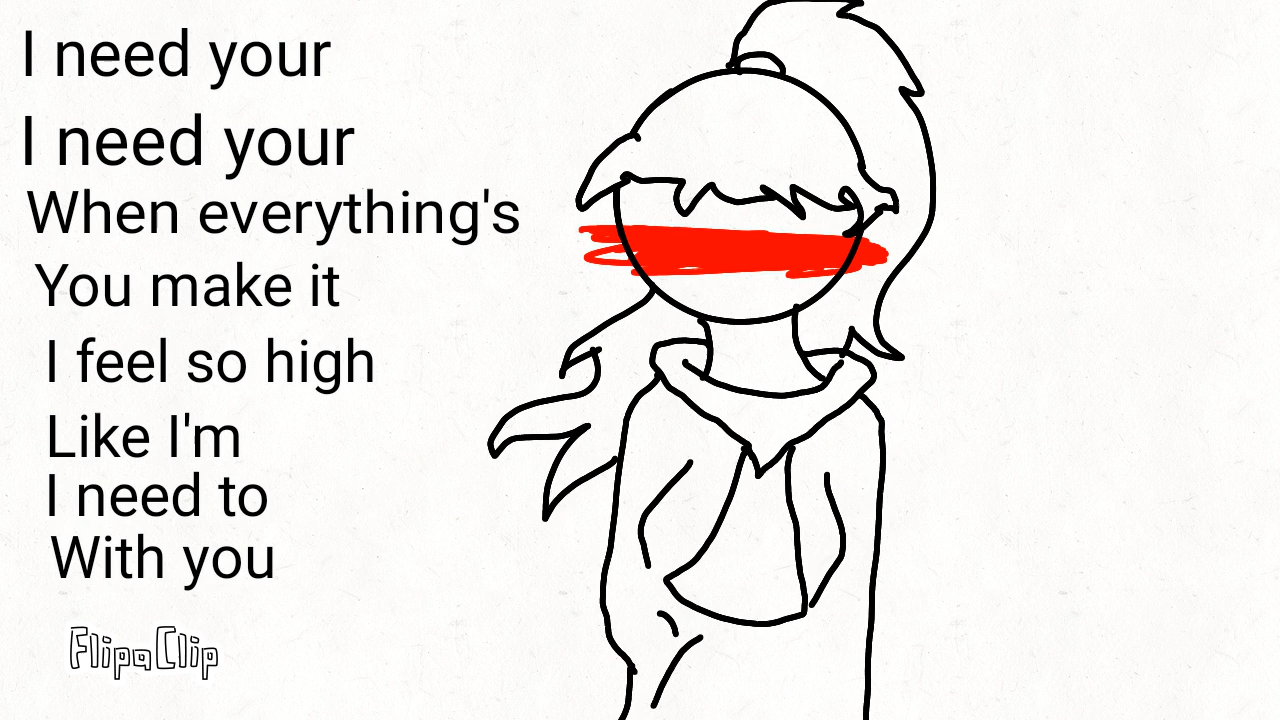 I need your
I need your
When everything's
You make it
I feel so high
Like I'm
I need to
With you
FlipaClip